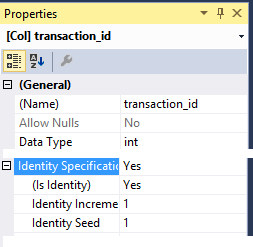 Properties
[Col] transaction_id
(General)
(Name) transaction_id
Allow Nulls No
Data Type int
Identity Specification Yes
(Is Identity) Yes
Identity Increme 1
Identity Seed 1